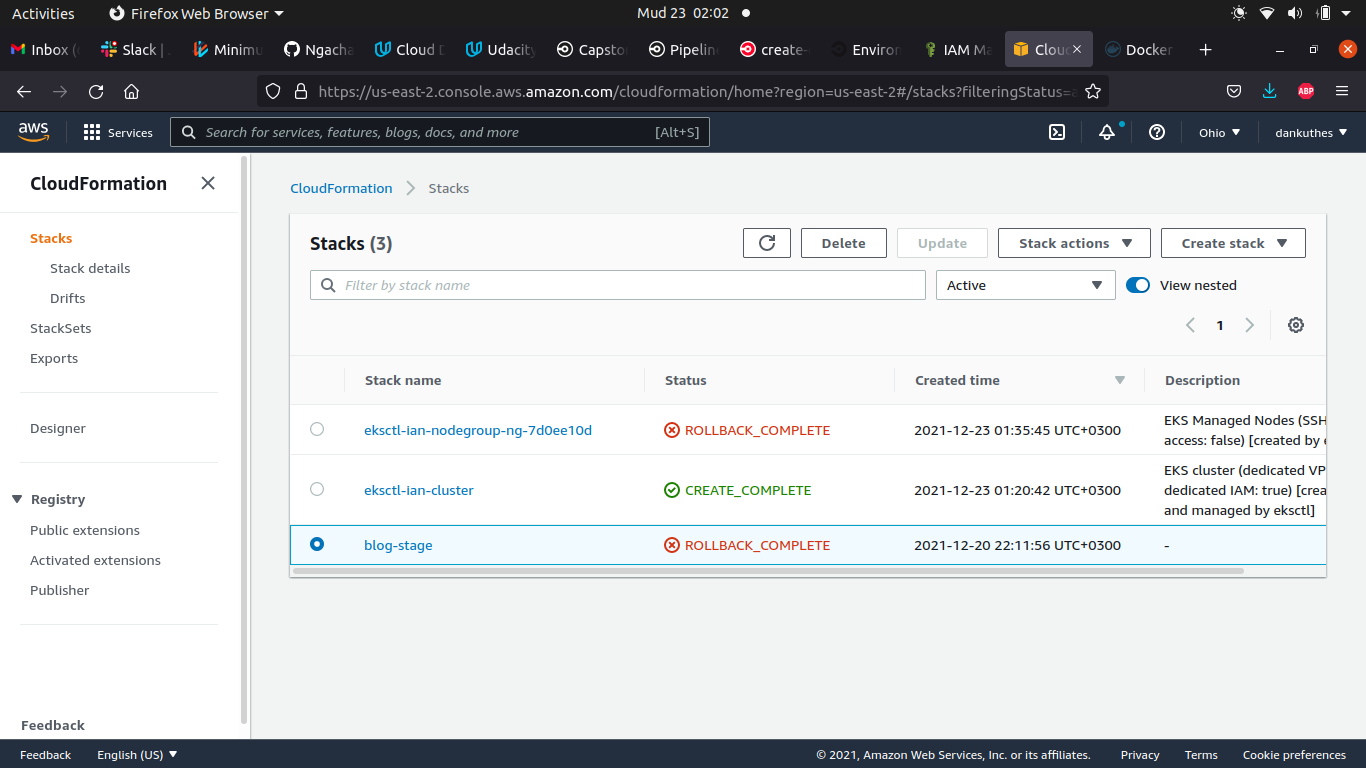 Activities Firefox Web Browser Mud 23 02:02
Inbox ( Slack | Minimu Ngacha Cloud D Udacity Capsto Pipeline create- Environ IAM Ma Cloud Docker
https://us-east-2.console.aws.amazon.com/cloudformation/home?region=us-east-2#/stacks?filteringStatus=a ABP
aws Services Search for services, features, blogs, docs, and more [Alt+S] Ohio dankuthes
CloudFormation
Stacks
Stack details
Drifts
StackSets
Exports
Designer
Registry
Public extensions
Activated extensions
Publisher
Feedback
CloudFormation Stacks
Stacks (3) Delete Update Stack actions Create stack
Filter by stack name Active View nested
1
Stack name Status Created time Description
eksctl-ian-nodegroup-ng-7d0ee10d ROLLBACK_COMPLETE 2021-12-23 01:35:45 UTC+0300 EKS Managed Nodes (SSH
access: false) [created by e
eksctl-ian-cluster CREATE_COMPLETE 2021-12-23 01:20:42 UTC+0300 EKS cluster (dedicated VP
dedicated IAM: true) [crea
and managed by eksctl]
blog-stage ROLLBACK_COMPLETE 2021-12-20 22:11:56 UTC+0300 -
Feedback English (US) © 2021, Amazon Web Services, Inc. or its affiliates. Privacy Terms Cookie preferences